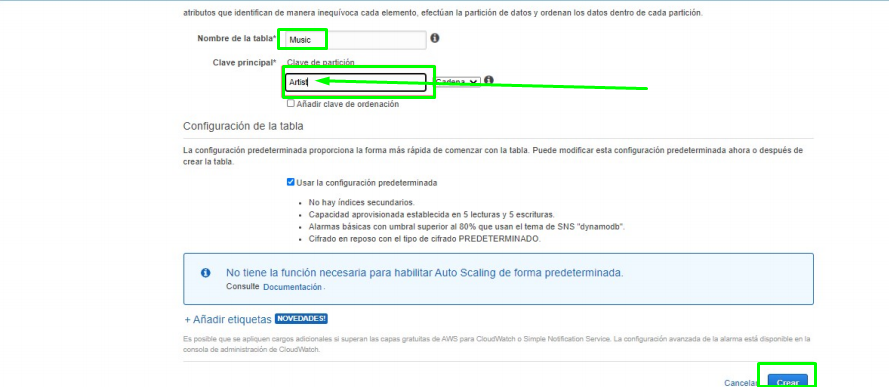 atributos que identifican de manera inequívoca cada elemento, efectúan la partición de datos y ordenan los datos dentro de cada partición.
Nombre de la tabla* Music
Clave principal* Clave de partición
Artist Cadena
Añadir clave de ordenación
Configuración de la tabla
La configuración predeterminada proporciona la forma más rápida de comenzar con la tabla. Puede modificar esta configuración predeterminada ahora o después de
crear la tabla.
Usar la configuración predeterminada
• No hay índices secundarios.
• Capacidad aprovisionada establecida en 5 lecturas y 5 escrituras.
• Alarmas básicas con umbral superior al 80% que usan el tema de SNS "dynamodb".
• Cifrado en reposo con el tipo de cifrado PREDETERMINADO.
No tiene la función necesaria para habilitar Auto Scaling de forma predeterminada.
Consulte Documentación.
+ Añadir etiquetas NOVEDADES!
Es posible que se apliquen cargos adicionales si superan las capas gratuitas de AWS para CloudWatch o Simple Notification Service. La configuración avanzada de la alarma está disponible en la
consola de administración de CloudWatch.
Cancelar Crear